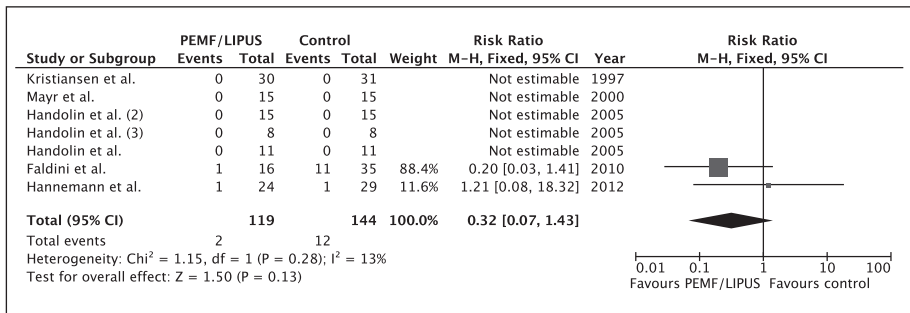 PEMF/LIPUS Control Risk Ratio Risk Ratio
Study or Subgroup Events Total Events Total Weight M-H, Fixed, 95% CI Year M-H, Fixed, 95% CI
Kristiansen et al. 0 30 0 31 Not estimable 1997
Mayr et al. 0 15 0 15 Not estimable 2000
Handolin et al. (2) 0 15 0 15 Not estimable 2005
Handolin et al. (3) 0 8 0 8 Not estimable 2005
Handolin et al. 0 11 0 11 Not estimable 2005
Faldini et al. 1 16 11 35 88.4% 0.20 [0.03, 1.41] 2010
Hannemann et al. 1 24 1 29 11.6% 1.21 [0.08, 18.32] 2012
Total (95% CI) 119 144 100.0% 0.32 [0.07, 1.43]
Total events 2 12
Heterogeneity: Chi² = 1.15, df = 1 (P = 0.28); I² = 13%
Test for overall effect: Z = 1.50 (P = 0.13)
0.01 0.1 1 10 100
Favours PEMF/LIPUS Favours control